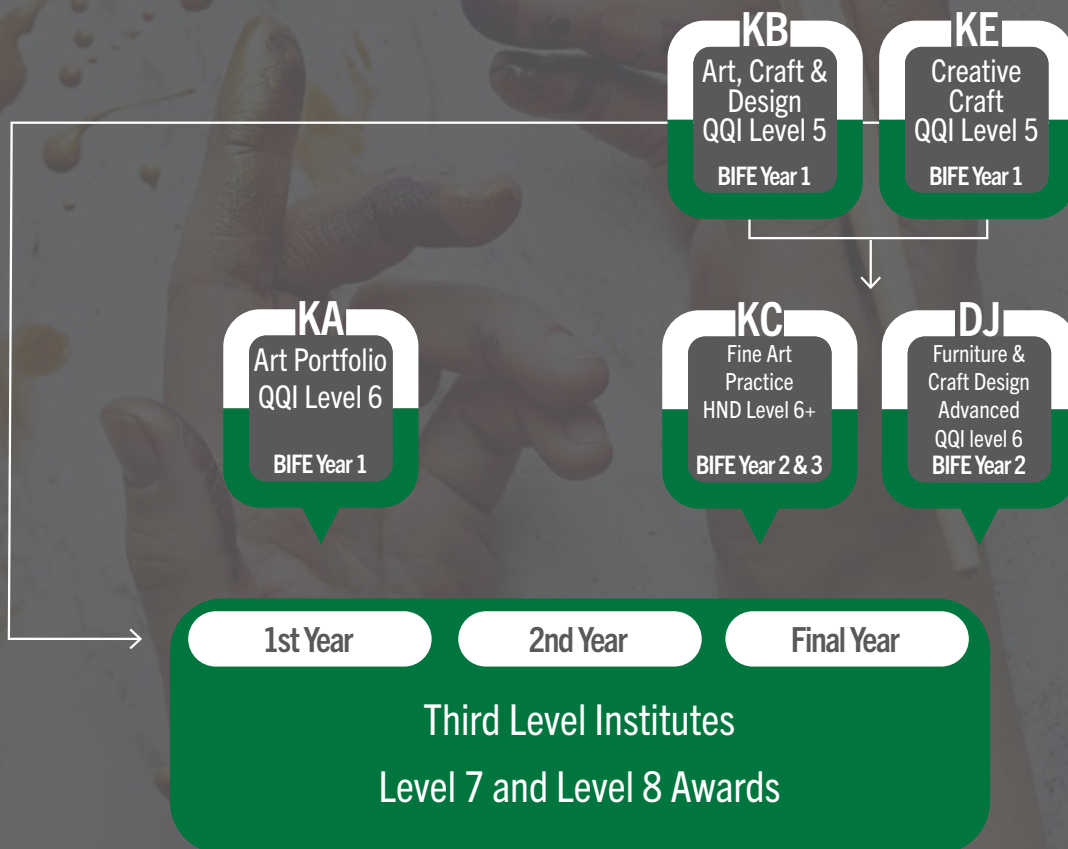 KB
Art, Craft &
Design
QQI Level 5
BIFE Year 1
KE
Creative
Craft
QQI Level 5
BIFE Year 1
KA
Art Portfolio
QQI Level 6
BIFE Year 1
KC
Fine Art
Practice
HND Level 6+
BIFE Year 2 & 3
DJ
Furniture &
Craft Design
Advanced
QQI level 6
BIFE Year 2
1st Year
2nd Year
Final Year
Third Level Institutes
Level 7 and Level 8 Awards